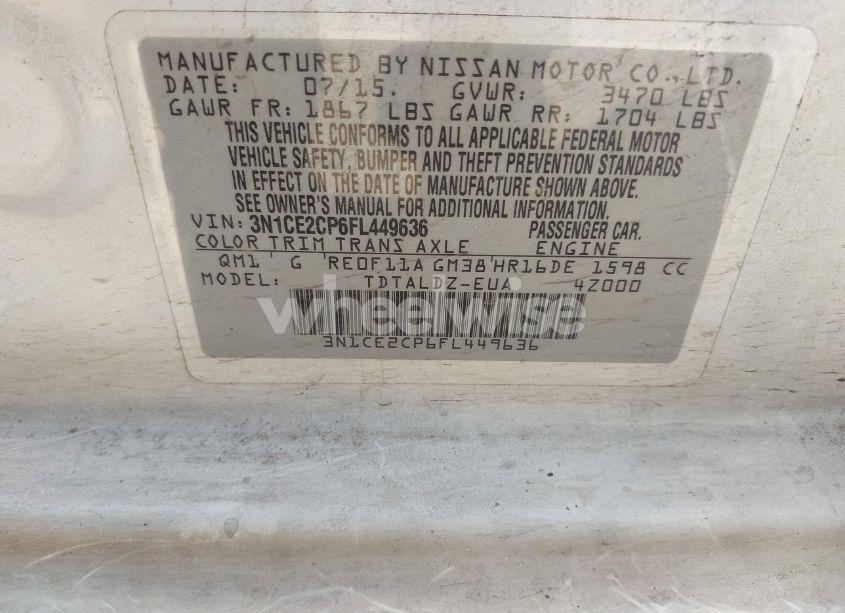 MANUFACTURED BY NISSAN MOTOR CO., LTD.
DATE: 07/15. GVWR: 3470 LBS
GAWR FR: 1867 LBS GAWR RR: 1704 LBS
THIS VEHICLE CONFORMS TO ALL APPLICABLE FEDERAL MOTOR
VEHICLE SAFETY, BUMPER AND THEFT PREVENTION STANDARDS
IN EFFECT ON THE DATE OF MANUFACTURE SHOWN ABOVE.
SEE OWNER'S MANUAL FOR ADDITIONAL INFORMATION.
VIN: 3N1CE2CP6FL449636 PASSENGER CAR.
COLOR TRIM TRANS AXLE ENGINE
QM1 G RE0F11A GM38 HR16DE 1598 CC
MODEL: TDTALDZ-EUA 4Z000
wheelwise
3N1CE2CP6FL449636